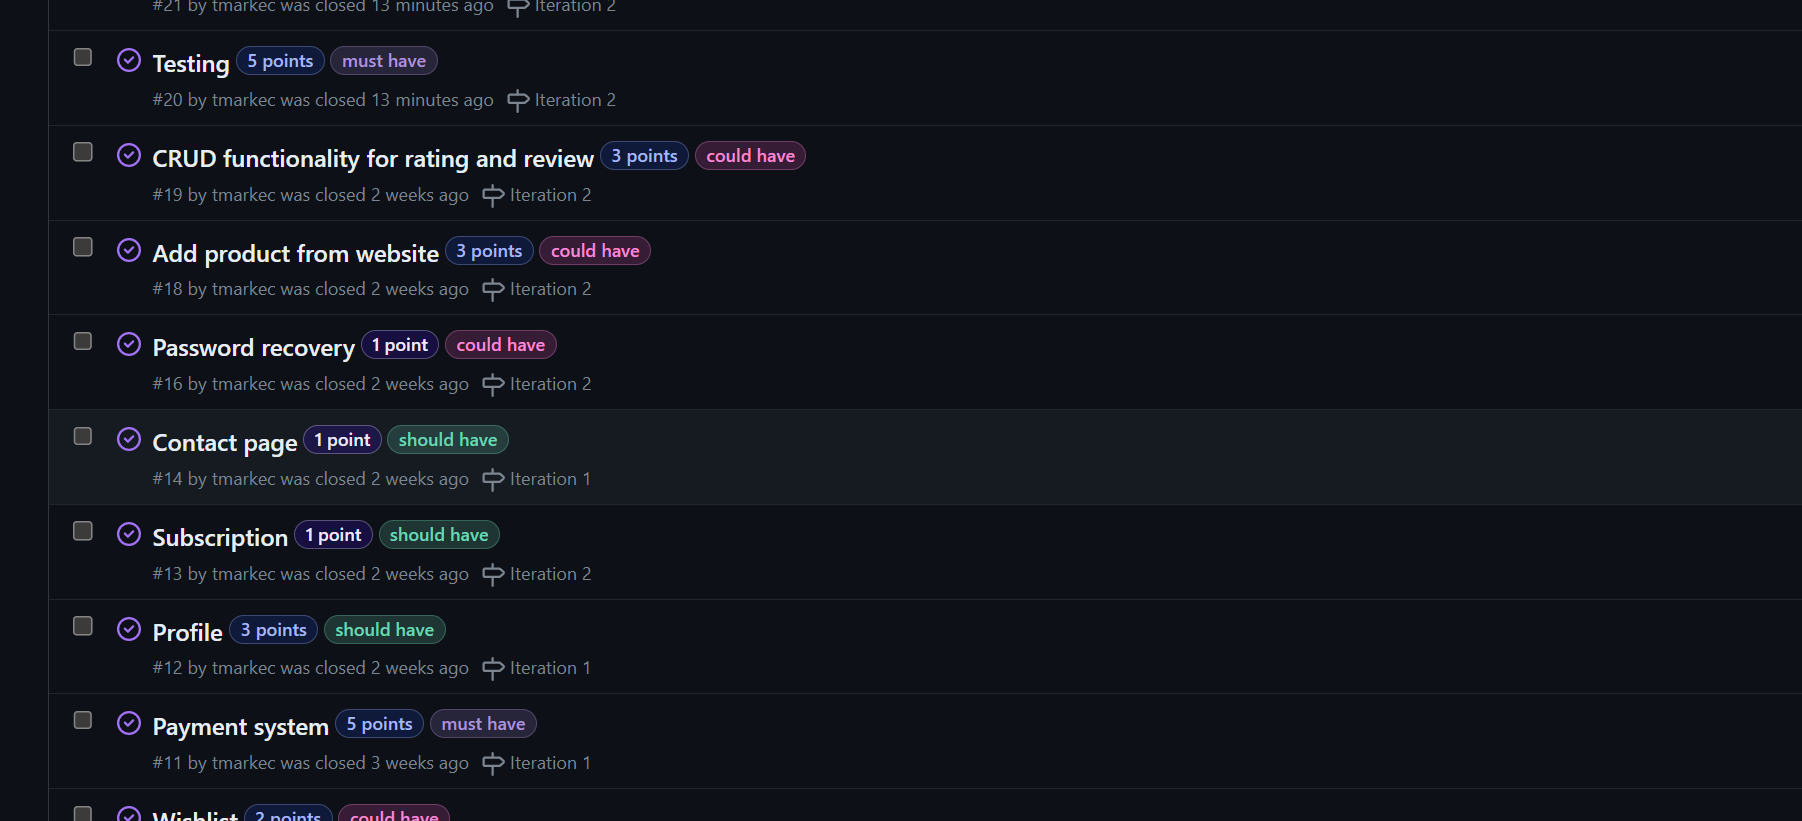 #21 by tmarkec was closed 13 minutes ago Iteration 2
Testing 5 points must have
#20 by tmarkec was closed 13 minutes ago Iteration 2
CRUD functionality for rating and review 3 points could have
#19 by tmarkec was closed 2 weeks ago Iteration 2
Add product from website 3 points could have
#18 by tmarkec was closed 2 weeks ago Iteration 2
Password recovery 1 point could have
#16 by tmarkec was closed 2 weeks ago Iteration 2
Contact page 1 point should have
#14 by tmarkec was closed 2 weeks ago Iteration 1
Subscription 1 point should have
#13 by tmarkec was closed 2 weeks ago Iteration 2
Profile 3 points should have
#12 by tmarkec was closed 2 weeks ago Iteration 1
Payment system 5 points must have
#11 by tmarkec was closed 3 weeks ago Iteration 1
Wishlist 2 points could have